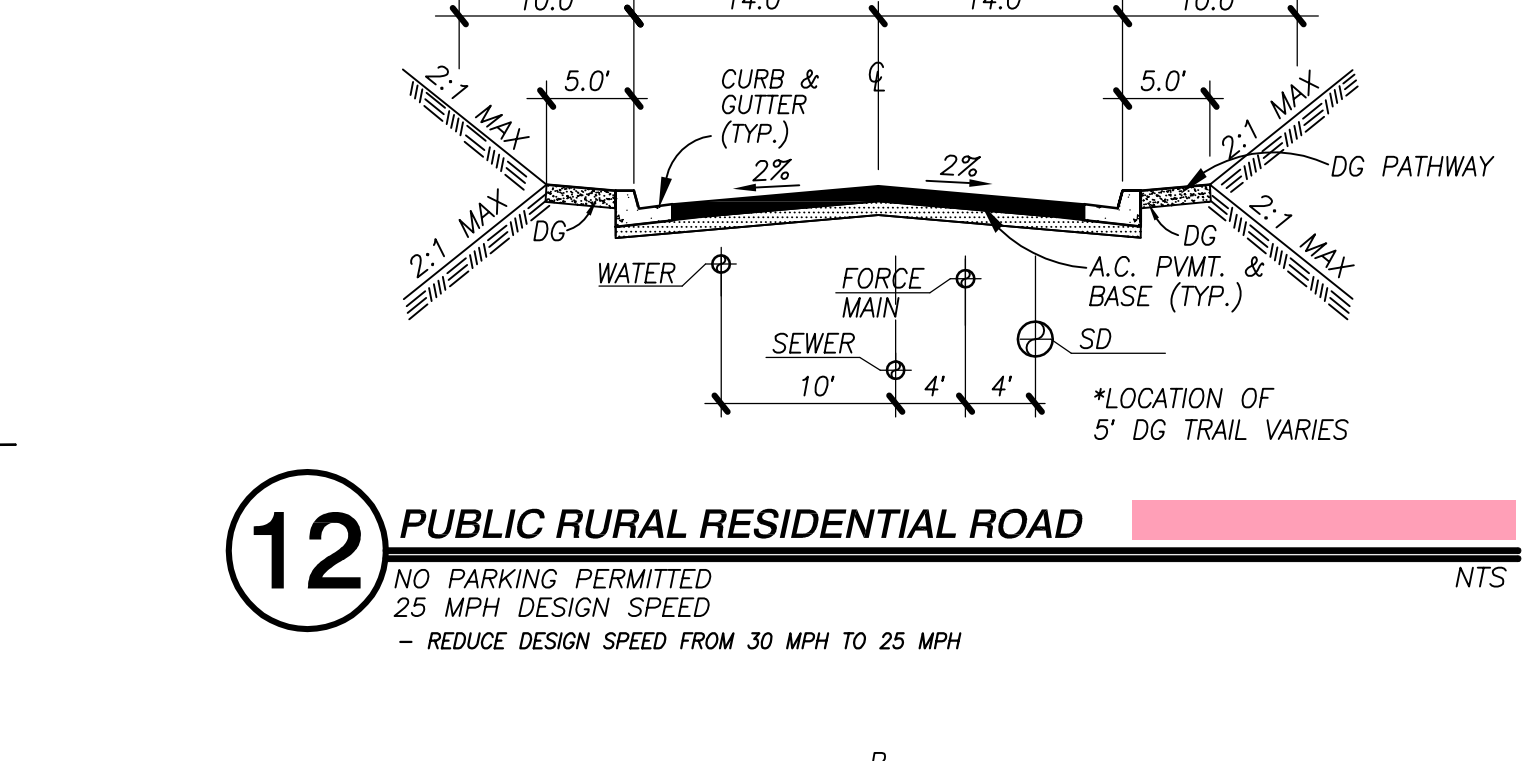 10.0' 14.0' 14.0' 10.0'
2:1 MAX
5.0'
CURB &
GUTTER
(TYP.)
℄
5.0'
2:1 MAX
2%
2%
DG PATHWAY
2:1 MAX
DG
DG
2:1 MAX
WATER
FORCE
MAIN
A.C. PVMT. &
BASE (TYP.)
SEWER
SD
10' 4' 4'
*LOCATION OF
5' DG TRAIL VARIES
12
PUBLIC RURAL RESIDENTIAL ROAD
NO PARKING PERMITTED
NTS
25 MPH DESIGN SPEED
– REDUCE DESIGN SPEED FROM 30 MPH TO 25 MPH